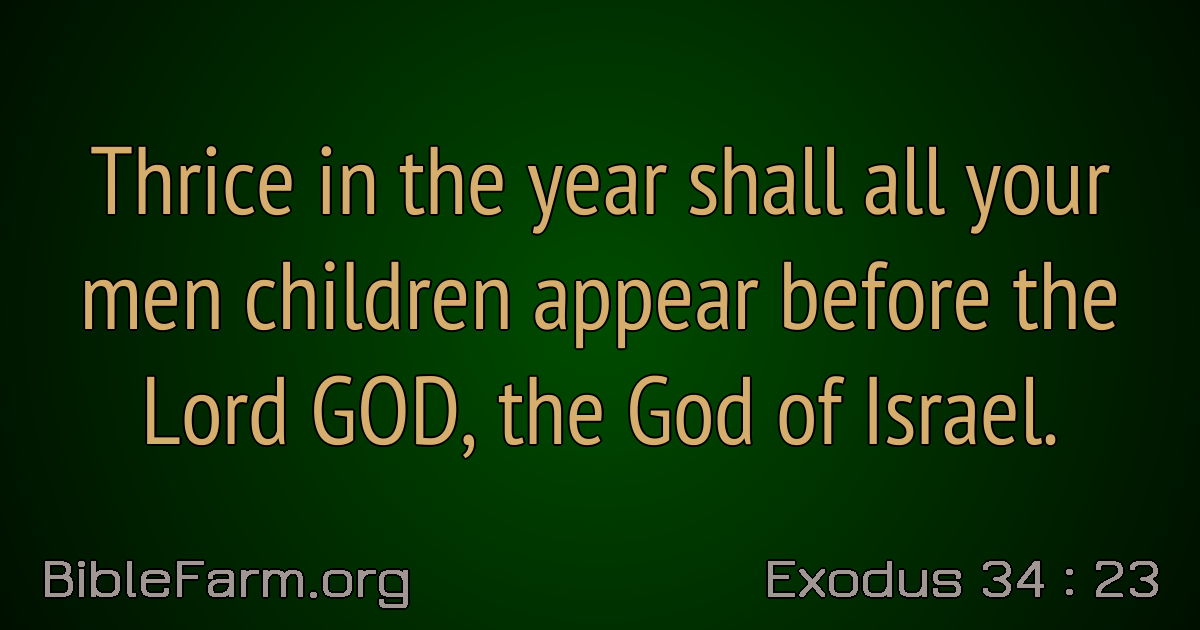 Thrice in the year shall all your
men children appear before the
Lord GOD, the God of Israel.
BibleFarm.org
Exodus 34 : 23